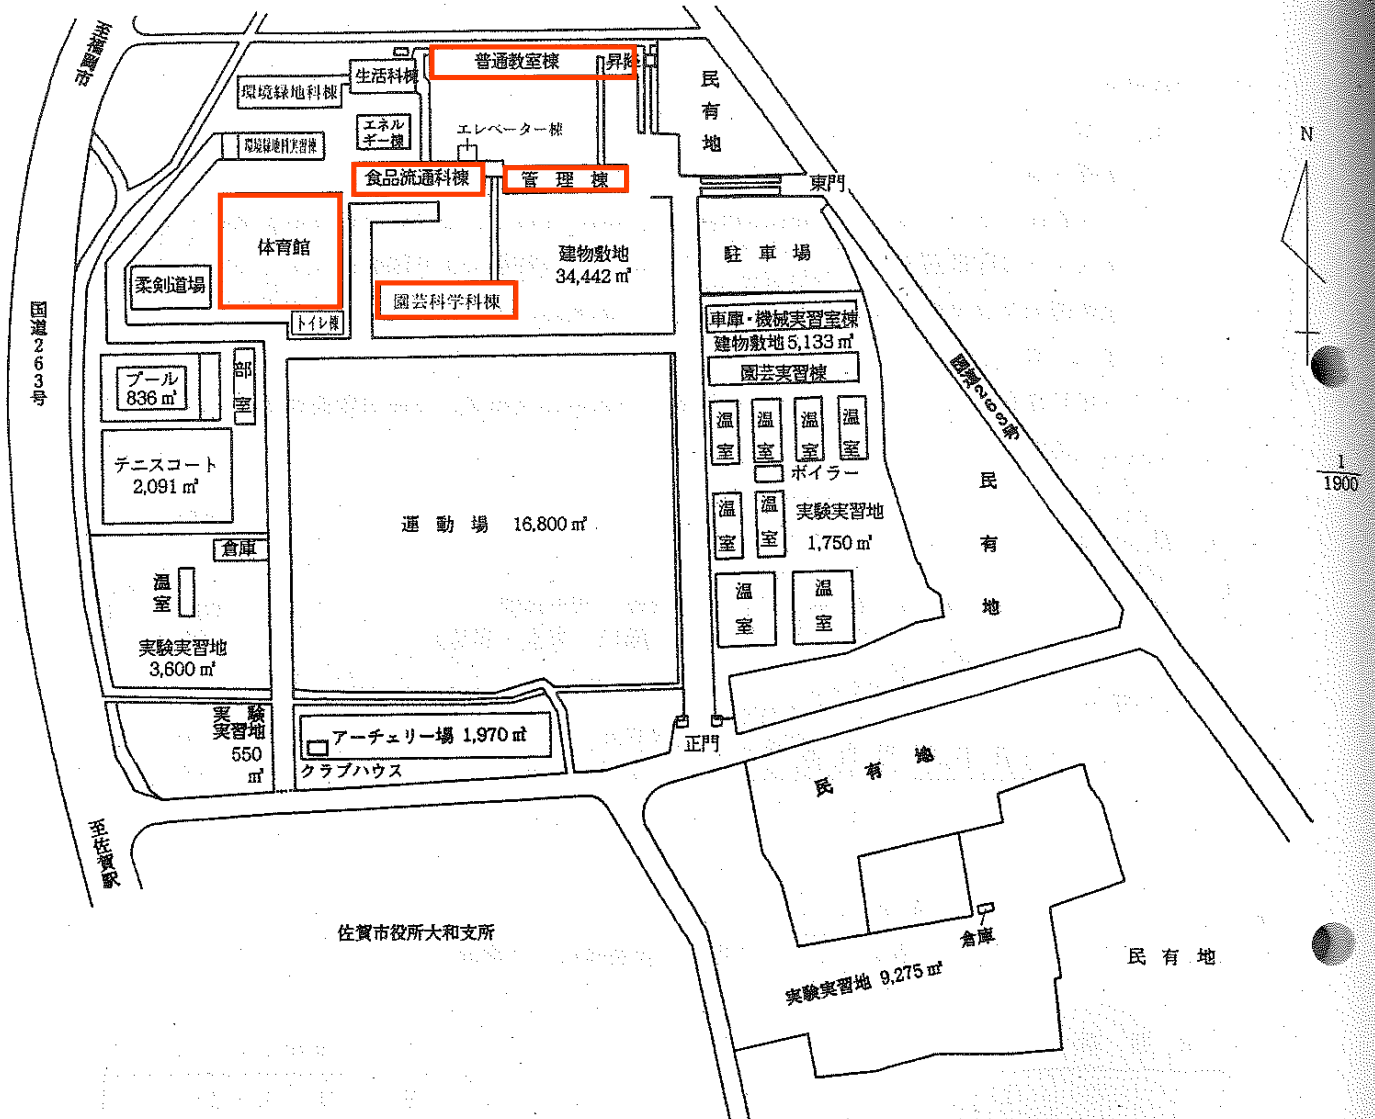 至福岡市
普通教室棟
昇降
生活科棟
環境緑地科棟
民有地
エネル
ギー棟
エレベーター棟
環境緑地科実習棟
食品流通科棟
管理棟
東門
N
体育館
建物敷地
34,442㎡
駐車場
柔剣道場
園芸科学科棟
トイレ棟
車庫・機械実習室棟
建物敷地5,133㎡
国道263号
園芸実習棟
プール
836㎡
部室
温室
温室
温室
温室
ボイラー
テニスコート
2,091㎡
1
1900
民有地
運動場 16,800㎡
温室
温室
実験実習地
1,750㎡
倉庫
温室
温室
温室
実験実習地
3,600㎡
実験
実習地
550
㎡
アーチェリー場 1,970㎡
クラブハウス
正門
民有地
至佐賀駅
佐賀市役所大和支所
倉庫
実験実習地 9,275㎡
民有地